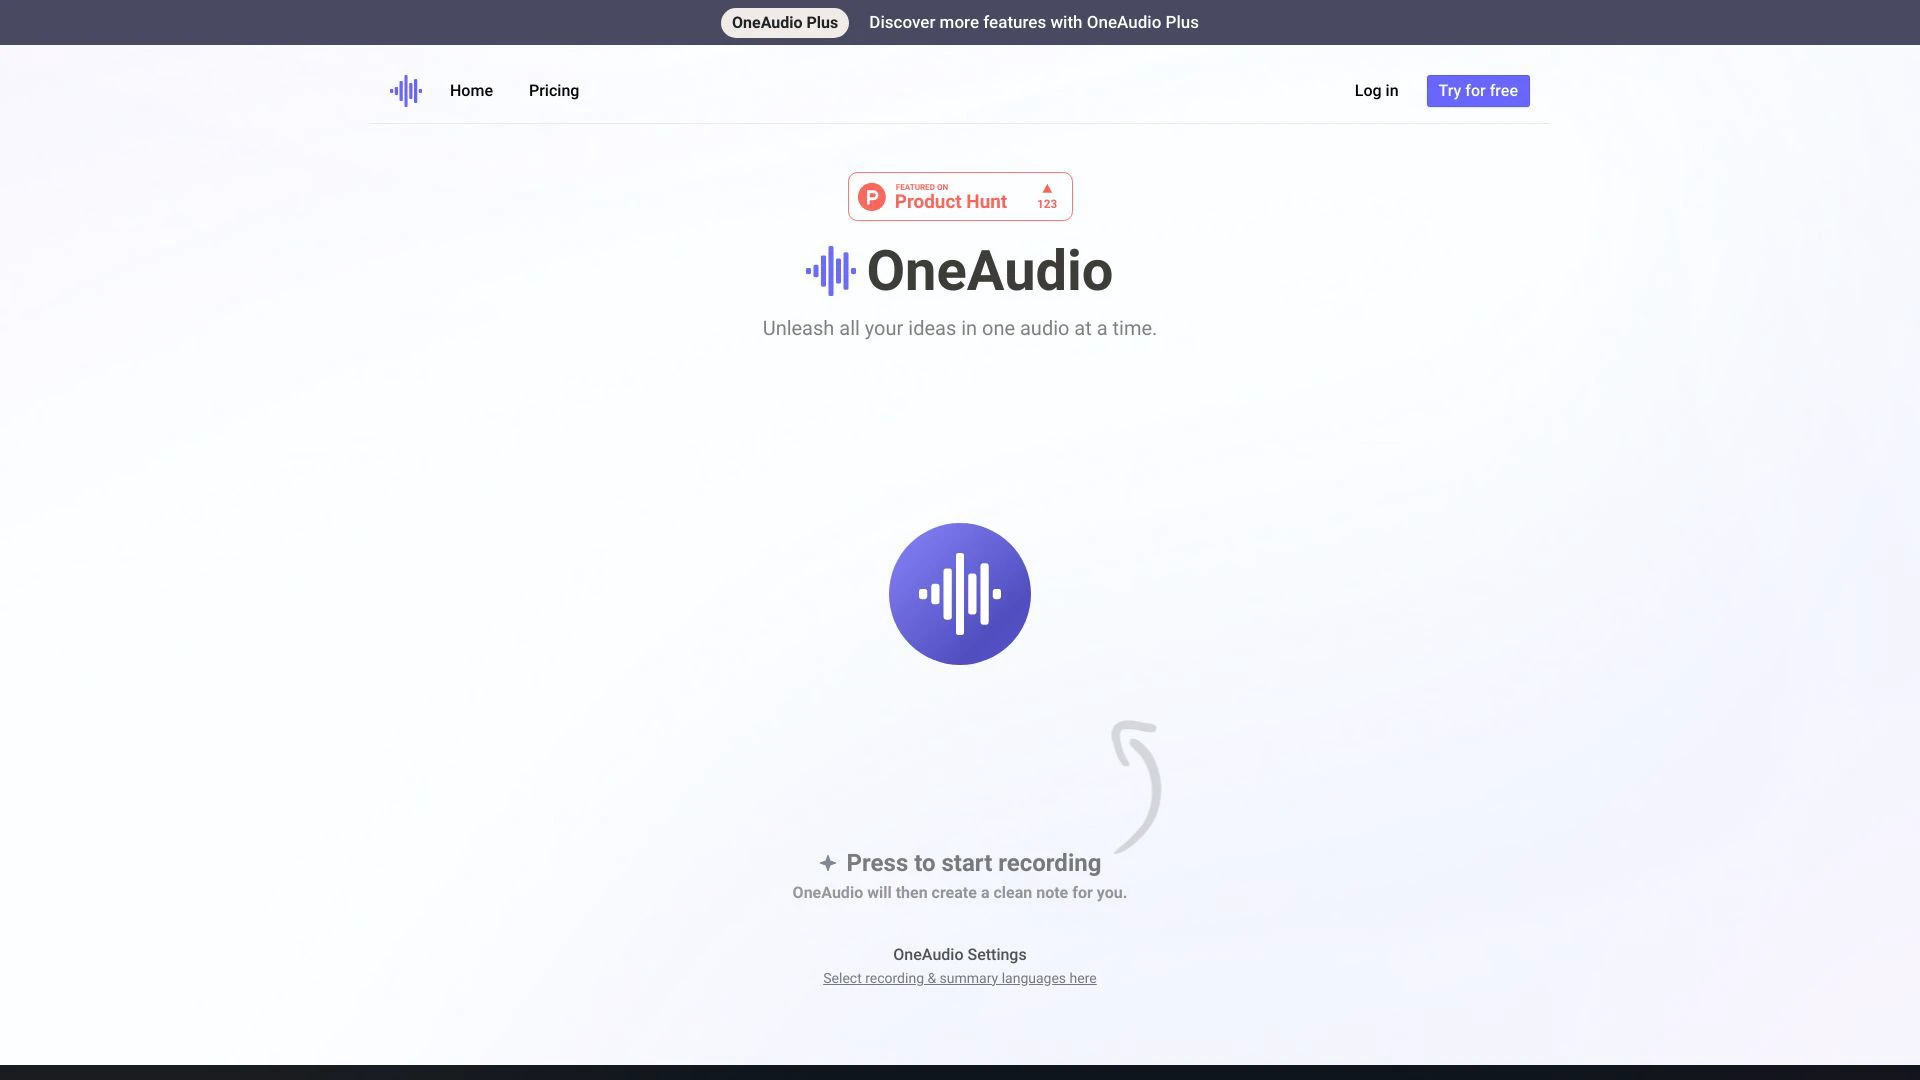 OneAudio Plus Discover more features with OneAudio Plus
Home Pricing Log in Try for free
FEATURED ON
P Product Hunt 123
OneAudio
Unleash all your ideas in one audio at a time.
Press to start recording
OneAudio will then create a clean note for you.
OneAudio Settings
Select recording & summary languages here